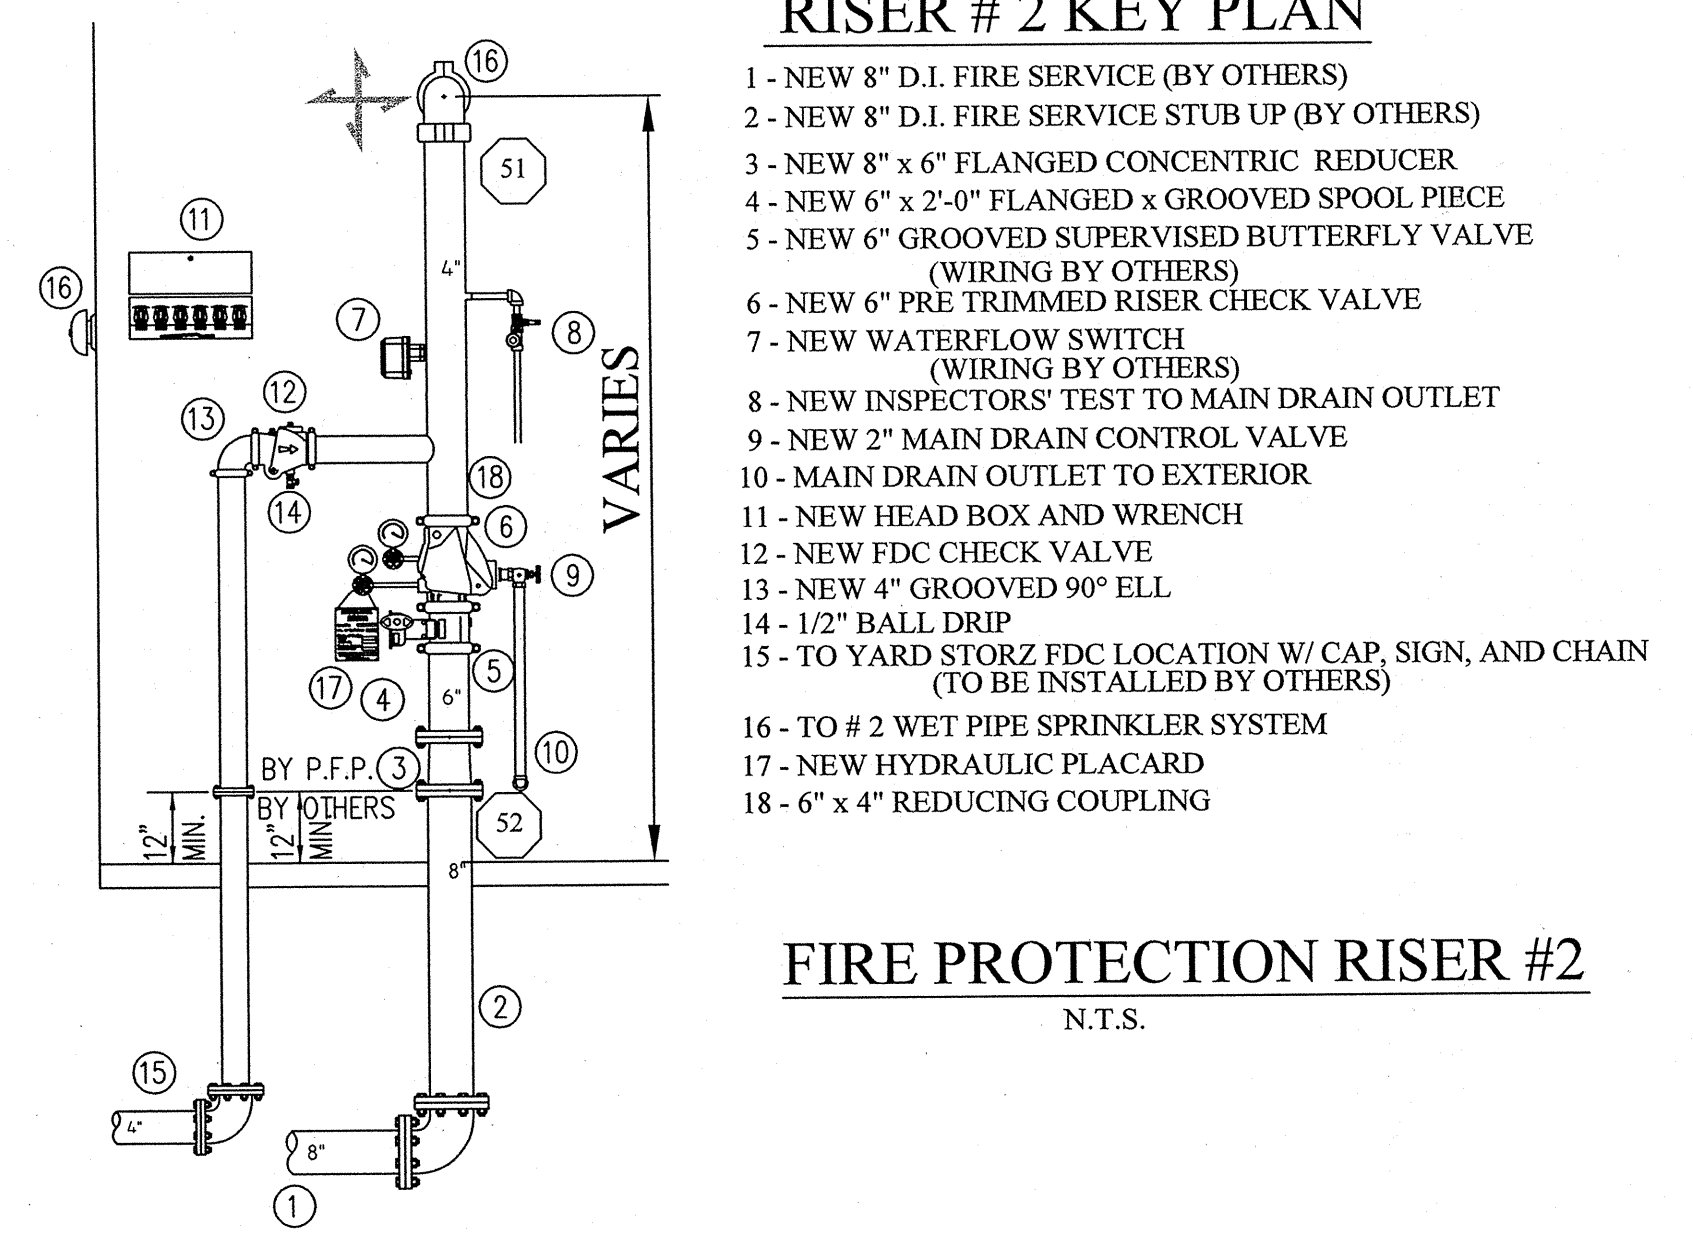 RISER # 2 KEY PLAN
1 - NEW 8" D.I. FIRE SERVICE (BY OTHERS)
2 - NEW 8" D.I. FIRE SERVICE STUB UP (BY OTHERS)
3 - NEW 8" x 6" FLANGED CONCENTRIC REDUCER
4 - NEW 6" x 2'-0" FLANGED x GROOVED SPOOL PIECE
5 - NEW 6" GROOVED SUPERVISED BUTTERFLY VALVE
(WIRING BY OTHERS)
6 - NEW 6" PRE TRIMMED RISER CHECK VALVE
7 - NEW WATERFLOW SWITCH
(WIRING BY OTHERS)
8 - NEW INSPECTORS' TEST TO MAIN DRAIN OUTLET
9 - NEW 2" MAIN DRAIN CONTROL VALVE
10 - MAIN DRAIN OUTLET TO EXTERIOR
11 - NEW HEAD BOX AND WRENCH
12 - NEW FDC CHECK VALVE
13 - NEW 4" GROOVED 90° ELL
14 - 1/2" BALL DRIP
15 - TO YARD STORZ FDC LOCATION W/ CAP, SIGN, AND CHAIN
(TO BE INSTALLED BY OTHERS)
16 - TO # 2 WET PIPE SPRINKLER SYSTEM
17 - NEW HYDRAULIC PLACARD
18 - 6" x 4" REDUCING COUPLING
FIRE PROTECTION RISER #2
N.T.S.
16
51
11
4"
16
7
8
VARIES
12
13
18
14
6
9
5
17
4
6"
10
BY P.F.P.
3
BY OTHERS
52
12" MIN.
12" MIN.
8"
2
15
4"
8"
1